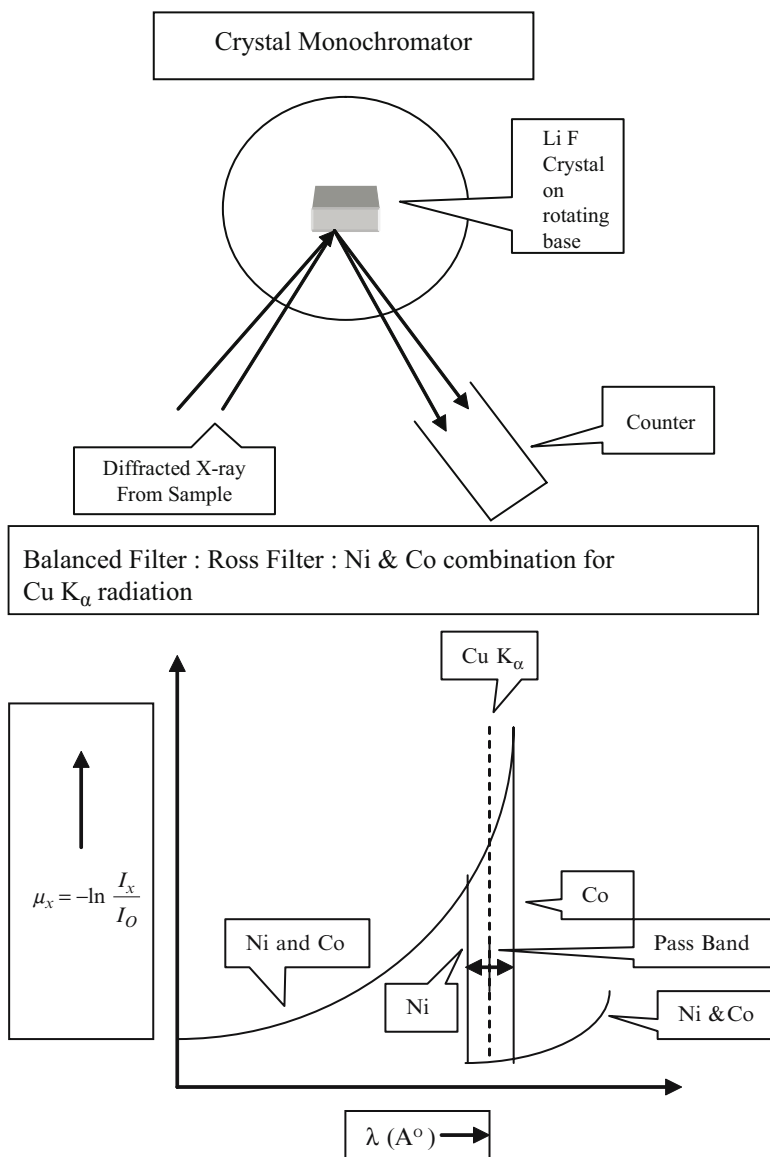 Crystal Monochromator
Li F
Crystal
on
rotating
base
Counter
Diffracted X-ray
From Sample
Balanced Filter : Ross Filter : Ni & Co combination for
Cu Kα radiation
Cu Kα
μx = −ln Ix/IO
Ni and Co
Co
Pass Band
Ni
Ni &Co
λ (A°)